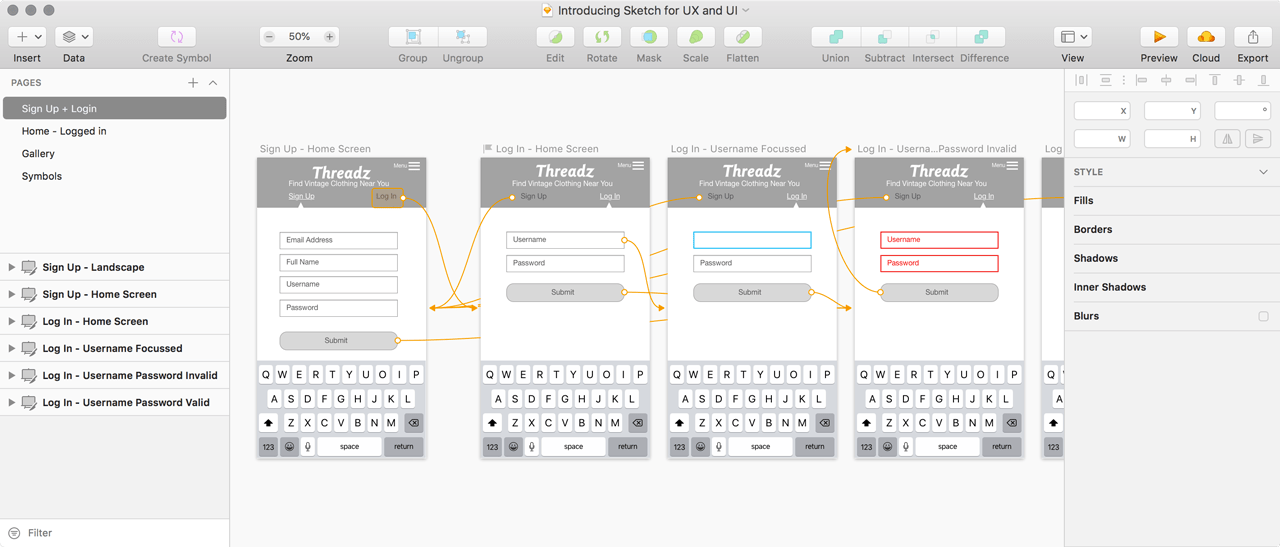 Introducing Sketch for UX and UI
50%
Insert Data Create Symbol Zoom Group Ungroup Edit Rotate Mask Scale Flatten Union Subtract Intersect Difference View Preview Cloud Export
PAGES
Sign Up + Login
Home - Logged in
Gallery
Symbols
Sign Up - Landscape
Sign Up - Home Screen
Log In - Home Screen
Log In - Username Focussed
Log In - Username Password Invalid
Log In - Username Password Valid
Filter
Sign Up - Home Screen
Menu
Threadz
Find Vintage Clothing Near You
Sign Up Log In
Email Address
Full Name
Username
Password
Submit
Q W E R T Y U O I P
A S D F G H J K L
Z X C V B N M
123 space return
Log In - Home Screen
Menu
Threadz
Find Vintage Clothing Near You
Sign Up Log In
Username
Password
Submit
Q W E R T Y U O I P
A S D F G H J K L
Z X C V B N M
123 space return
Log In - Username Focussed
Menu
Threadz
Find Vintage Clothing Near You
Sign Up Log In
Password
Submit
Q W E R T Y U O I P
A S D F G H J K L
Z X C V B N M
123 space return
Log In - Userna...Password Invalid
Menu
Threadz
Find Vintage Clothing Near You
Sign Up Log In
Username
Password
Submit
Q W E R T Y U O I P
A S D F G H J K L
Z X C V B N M
123 space return
Lo
Q W
A
123
X Y °
W H
STYLE
Fills
Borders
Shadows
Inner Shadows
Blurs